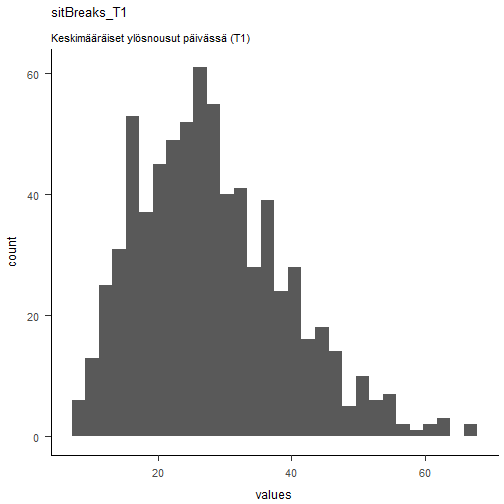 sitBreaks_T1
Keskimääräiset ylösnousut päivässä (T1)
60
40
20
0
count
20 40 60
values